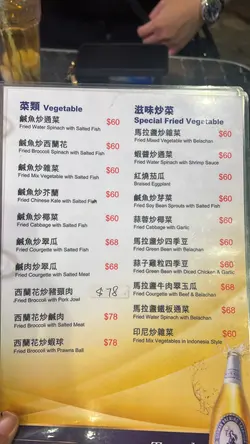 菜類 Vegetable
鹹魚炒通菜 $60
Fried Water Spinach with Salted Fish
鹹魚炒西蘭花 $60
Fried Broccoli Spinach with Salted Fish
鹹魚炒雜菜 $60
Fried Mix Vegetable with Salted Fish
鹹魚炒芥蘭 $60
Fried Chinese Kale with Salted Fish
鹹魚炒椰菜 $60
Fried Cabbage with Salted Fish
鹹魚炒翠瓜 $68
Fried Courgette with Salted Fish
鹹肉炒翠瓜 $68
Fried Courgette with Salted Meat
西蘭花炒豬頸肉 $78
Fried Broccoli with Pork Jowl
西蘭花炒鹹肉 $78
Fried Broccoli with Salted Meat
西蘭花炒蝦球 $78
Fried Broccoli with Prawns Ball
滋味炒菜
Special Fried Vegetable
馬拉盞炒雜菜 $60
Fried Mixed Vegetable with Belachan
蝦醬炒通菜 $60
Fried Water Spinach with Shrimp Sauce
紅燒茄瓜 $60
Braised Eggplant
鹹魚炒芽菜 $60
Fried Soy Bean Sprouts with Salted Fish
蒜蓉炒椰菜 $60
Fried Cabbage with Garlic
馬拉盞炒四季豆 $60
Fried Green Bean with Belachan
蒜子雞粒四季豆 $60
Fried Green Bean with Diced Chicken & Garlic
馬拉盞牛肉翠玉瓜 $68
Fried Courgette with Beef & Belachan
馬拉盞鐵板通菜 $68
Fried Water Spinach with Belachan
印尼炒雜菜 $60
Fried Mix Vegetables in Indonesia Style